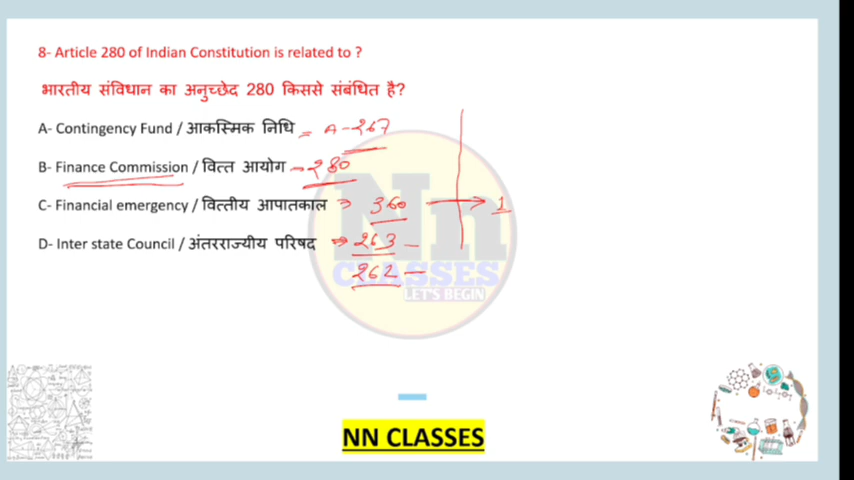 8- Article 280 of Indian Constitution is related to ?
भारतीय संविधान का अनुच्छेद 280 किससे संबंधित है?
A- Contingency Fund / आकस्मिक निधि = A-267
B- Finance Commission / वित्त आयोग → 280
C- Financial emergency / वित्तीय आपातकाल → 360 → 1
D- Inter state Council / अंतरराज्यीय परिषद → 263 -
262 -
Nn
CLASSES
LET'S BEGIN
NN CLASSES